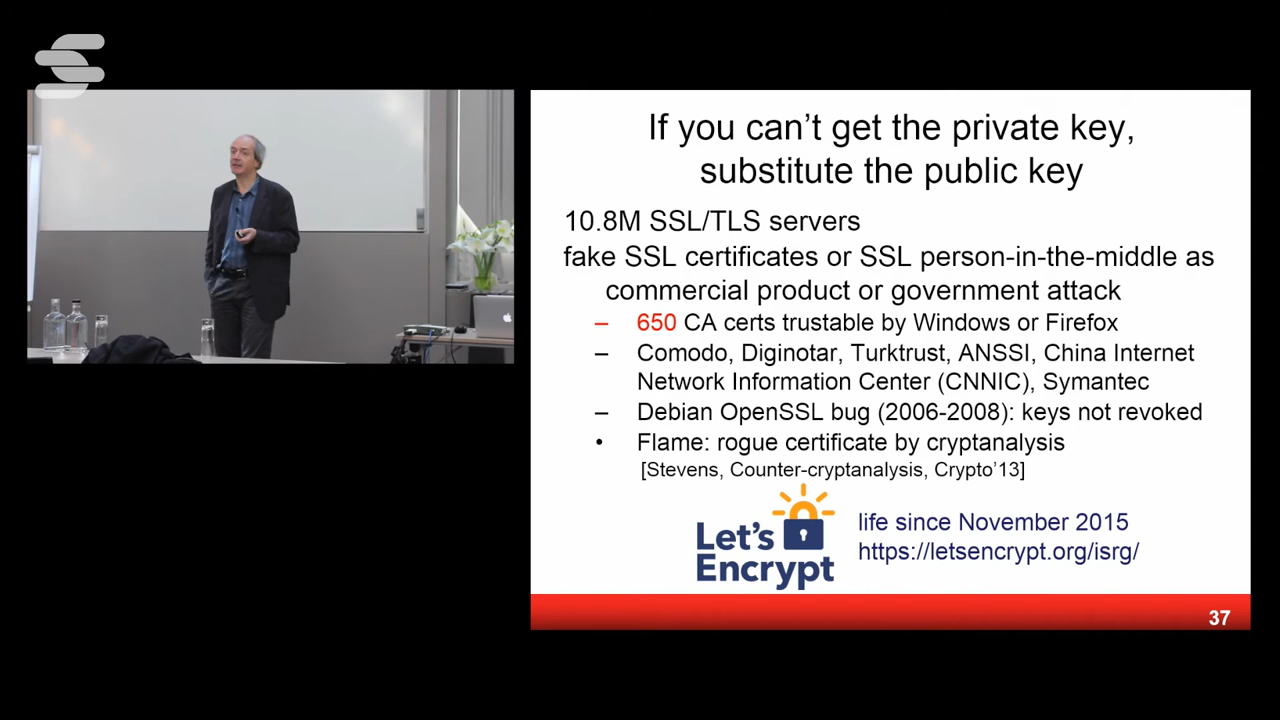 If you can't get the private key,
substitute the public key
10.8M SSL/TLS servers
fake SSL certificates or SSL person-in-the-middle as
commercial product or government attack
– 650 CA certs trustable by Windows or Firefox
– Comodo, Diginotar, Turktrust, ANSSI, China Internet
Network Information Center (CNNIC), Symantec
– Debian OpenSSL bug (2006-2008): keys not revoked
• Flame: rogue certificate by cryptanalysis
[Stevens, Counter-cryptanalysis, Crypto'13]
Let's
Encrypt
life since November 2015
https://letsencrypt.org/isrg/
37